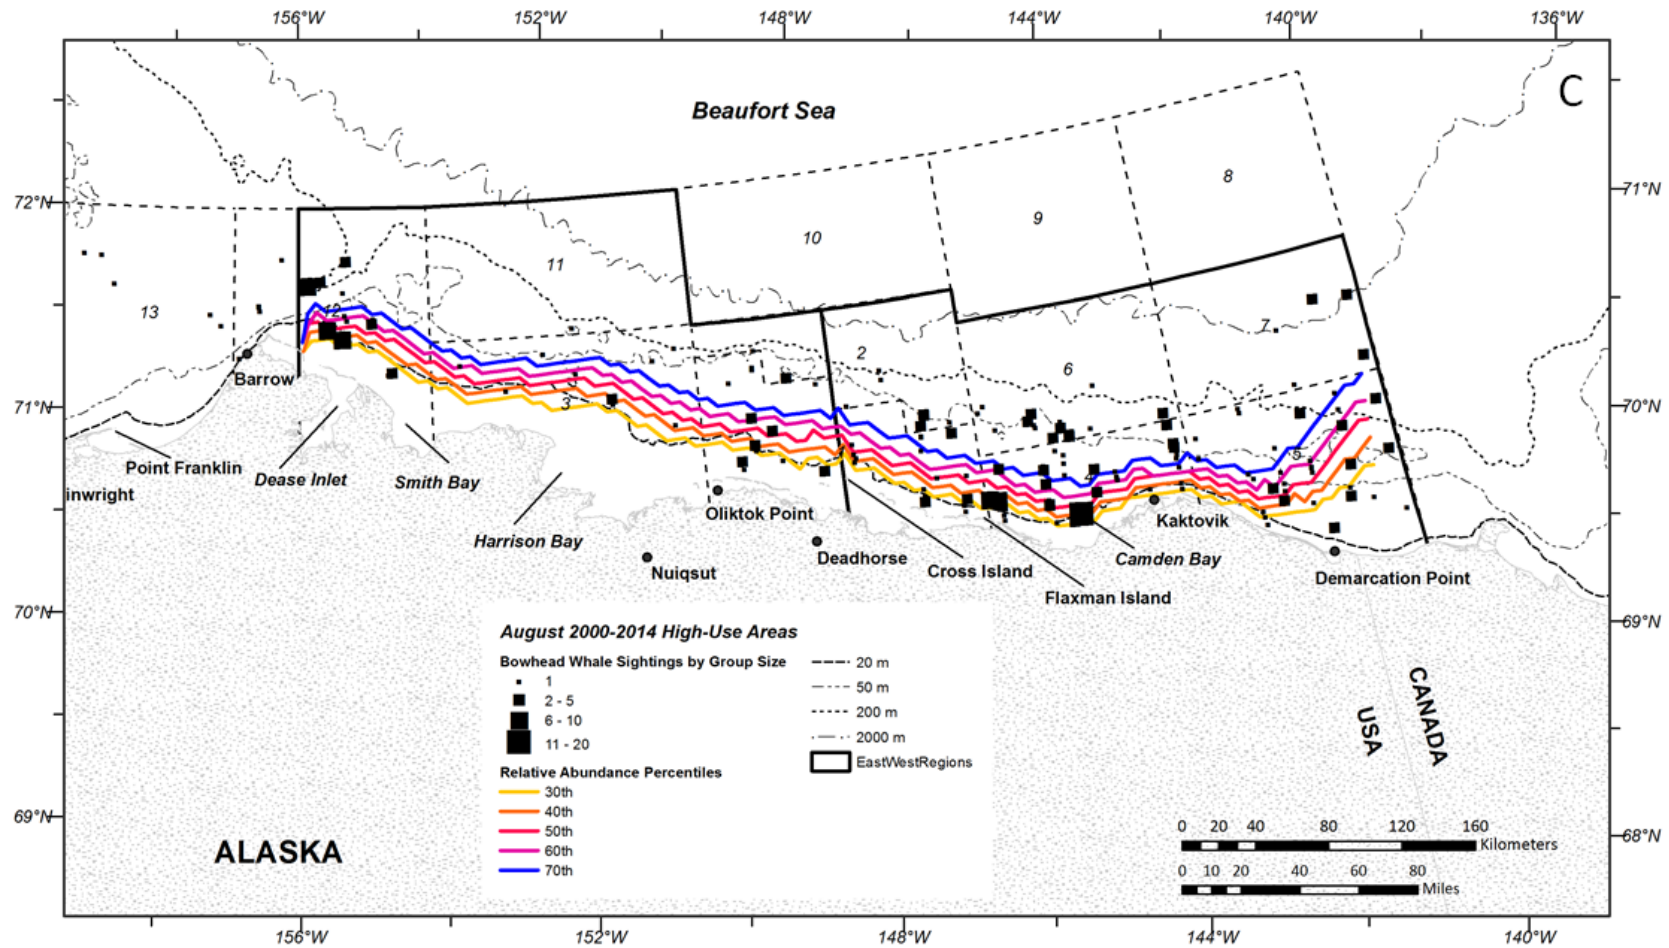 156°W 152°W 148°W 144°W 140°W 136°W
C
Beaufort Sea
8
72°N 71°N
9
10
11
7
13
12
2
6
Barrow
71°N 70°N
3
5
4
Point Franklin
Dease Inlet
Smith Bay
inwright
Oliktok Point
Kaktovik
Harrison Bay
Deadhorse
Camden Bay
Nuiqsut
Cross Island
Demarcation Point
Flaxman Island
70°N 69°N
August 2000-2014 High-Use Areas
Bowhead Whale Sightings by Group Size
1
2 - 5
6 - 10
11 - 20
20 m
50 m
200 m
2000 m
EastWestRegions
Relative Abundance Percentiles
30th
40th
50th
60th
70th
CANADA
USA
69°N 68°N
ALASKA
0 20 40 80 120 160
Kilometers
0 10 20 40 60 80
Miles
156°W 152°W 148°W 144°W 140°W